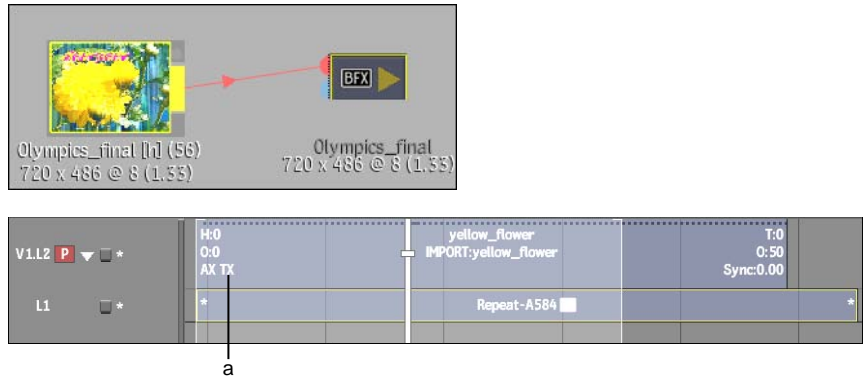 BFX
Olympics_final [h] (56)
720 x 486 @ 8 (1.33)
Olympics_final
720 x 486 @ 8 (1.33)
V1.L2 P *
H:0 yellow_flower T:0
O:0 IMPORT:yellow_flower O:50
AX TX Sync:0.00
L1 * * Repeat-A584 *
a